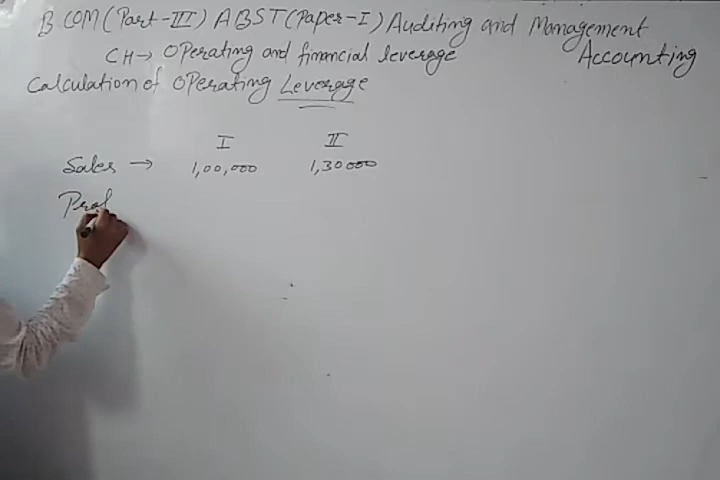 B COM (Part-III) ABST (Paper-I) Auditing and Management Accounting
CH → Operating and financial leverage
Calculation of Operating Leverage
I II
Sales → 1,00,000 1,30000
Prof